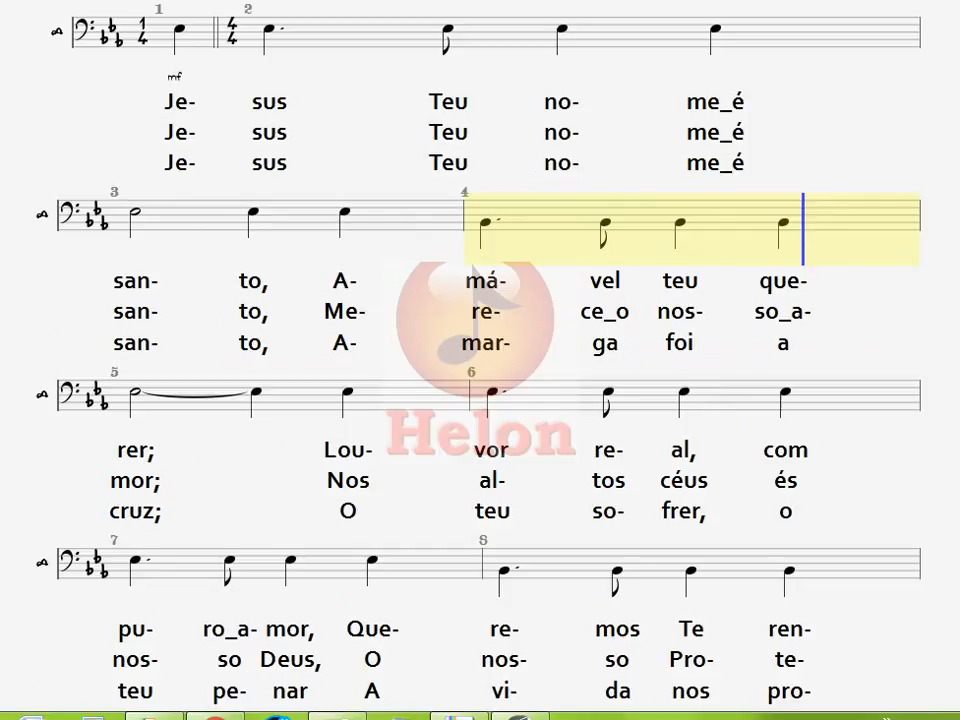 1 2
1 4 4 4
mf
Je- sus Teu no- me_é
Je- sus Teu no- me_é
Je- sus Teu no- me_é
3 4
san- to, A- má- vel teu que-
san- to, Me- re- ce_o nos- so_a-
san- to, A- mar- ga foi a
5 6
Helon
rer; Lou- vor re- al, com
mor; Nos al- tos céus és
cruz; O teu so- frer, o
7 8
pu- ro_a- mor, Que- re- mos Te ren-
nos- so Deus, O nos- so Pro- te-
teu pe- nar A vi- da nos pro-